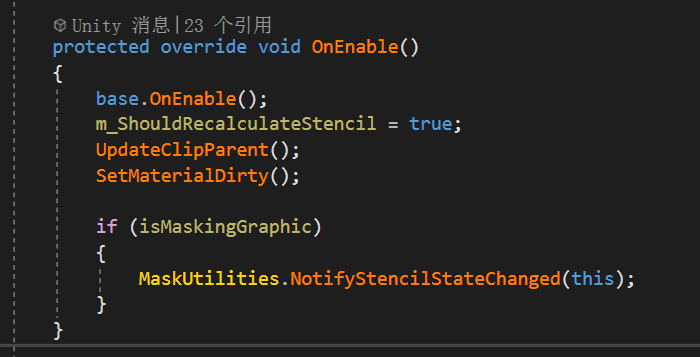 Unity 消息|23 个引用
protected override void OnEnable()
{
base.OnEnable();
m_ShouldRecalculateStencil = true;
UpdateClipParent();
SetMaterialDirty();
if (isMaskingGraphic)
{
MaskUtilities.NotifyStencilStateChanged(this);
}
}